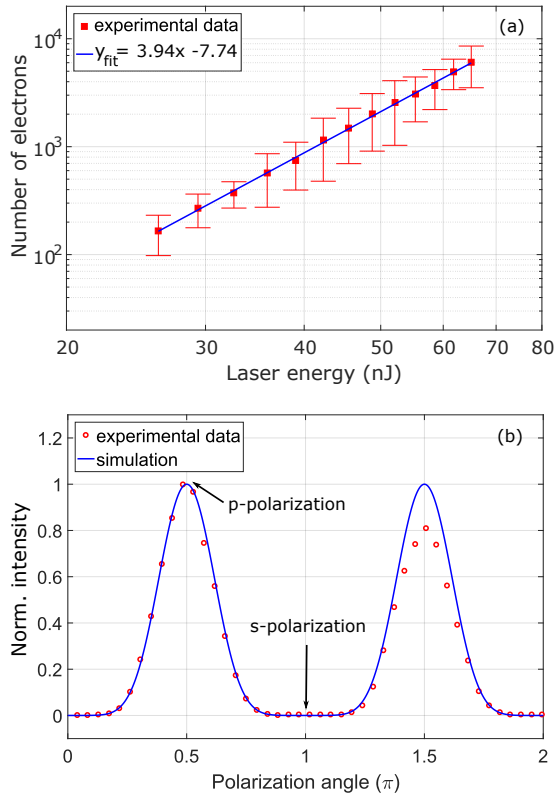 (a)
experimental data
y_fit= 3.94x -7.74
10^4
10^3
10^2
Number of electrons
20 30 40 50 60 70 80
Laser energy (nJ)
(b)
experimental data
simulation
p-polarization
s-polarization
1.2
1
0.8
0.6
0.4
0.2
0
Norm. intensity
0 0.5 1 1.5 2
Polarization angle (π)